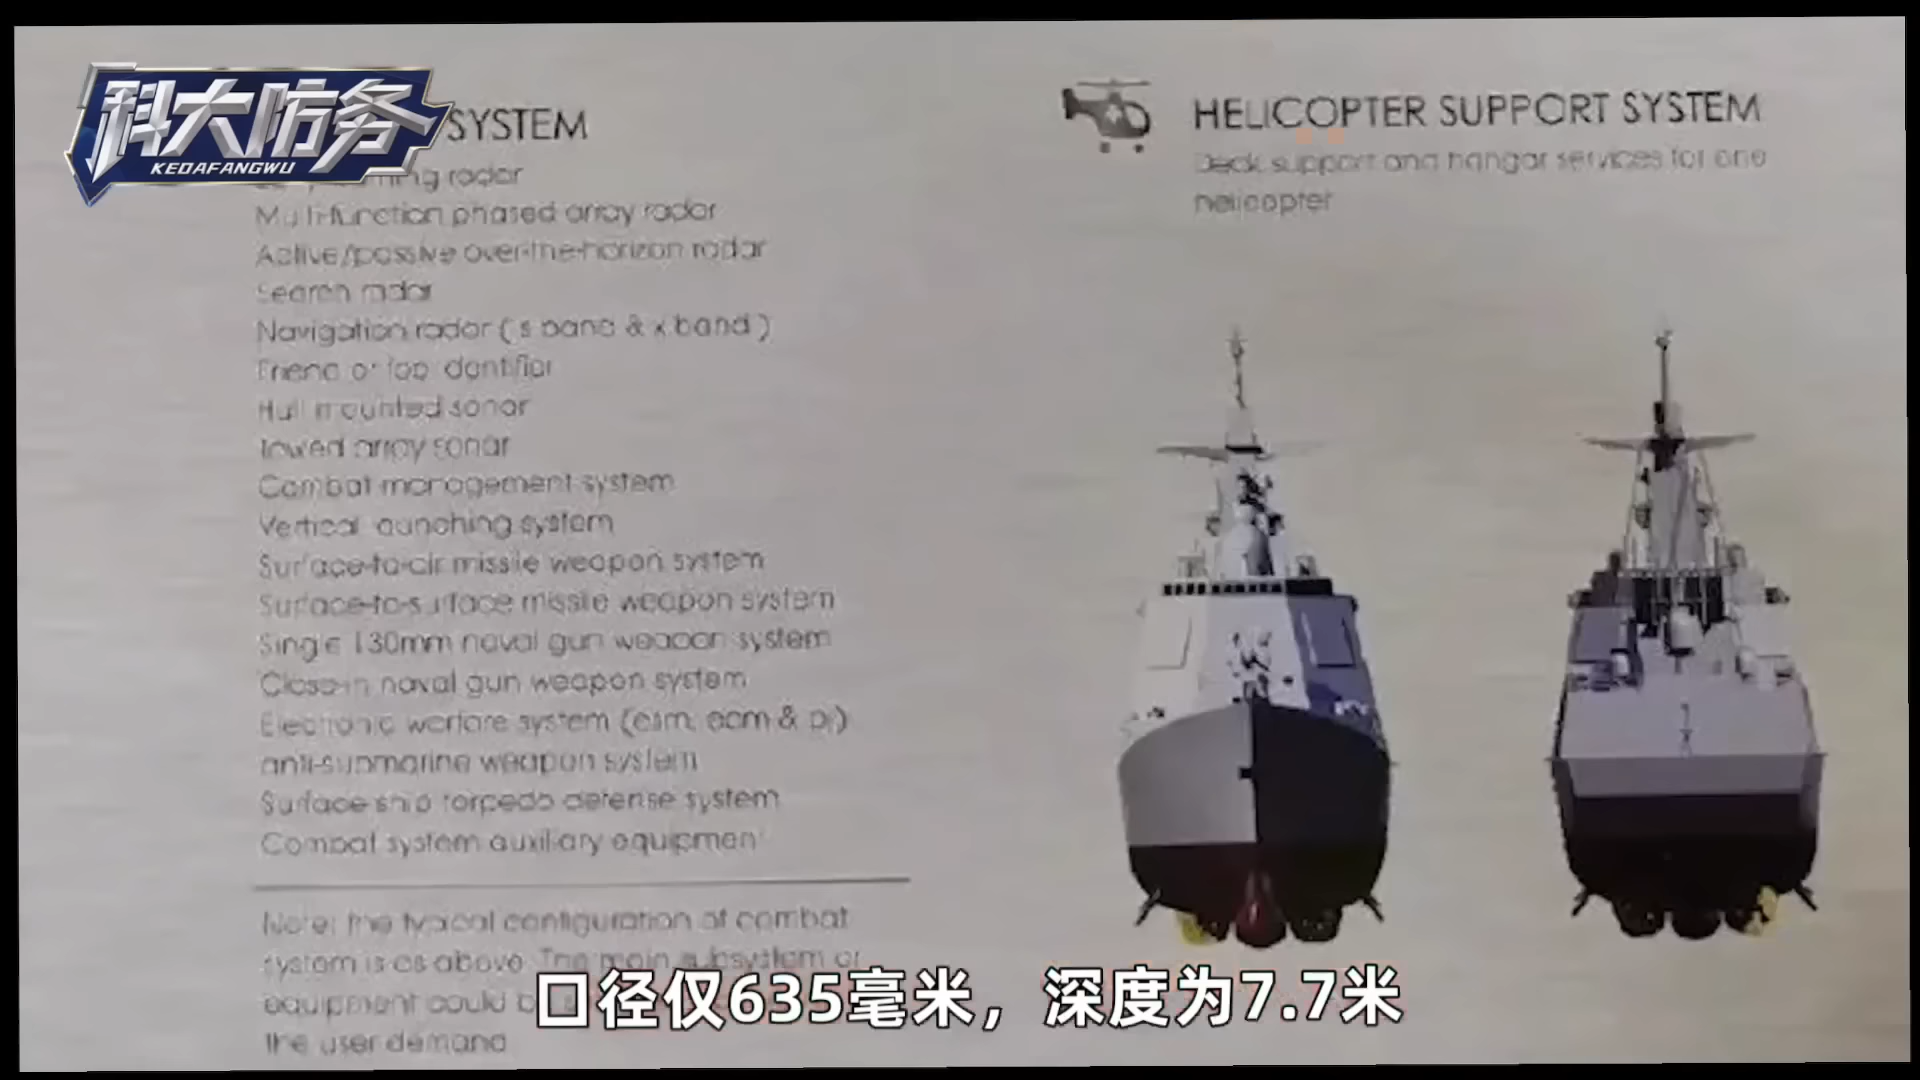 科大防务
KEDAFANGWU
SYSTEM
radar
Multi-function phased array radar
Active/passive over-the-horizon radar
Search radar
Navigation radar ( s band & x band )
Friend or foe identifier
Hull mounted sonar
Towed array sonar
Combat management system
Vertical launching system
Surface-to-air missile weapon system
Surface-to-surface missile weapon system
Single 130mm naval gun weapon system
Close-in naval gun weapon system
Electronic warfare system (esm, ecm &
anti-submarine weapon system
Surface ship torpedo defense system
Combat system auxiliary equipment
Note: the typical configuration of combat
system is as above. The main subsystem or
equipment could
the user demand
HELICOPTER SUPPORT SYSTEM
Deck support and hangar services for one
helicopter
口径仅635毫米，深度为7.7米